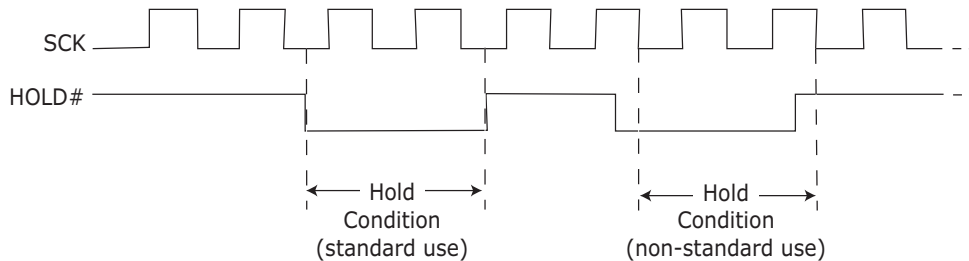 SCK
HOLD#
Hold
Condition
(standard use)
Hold
Condition
(non-standard use)